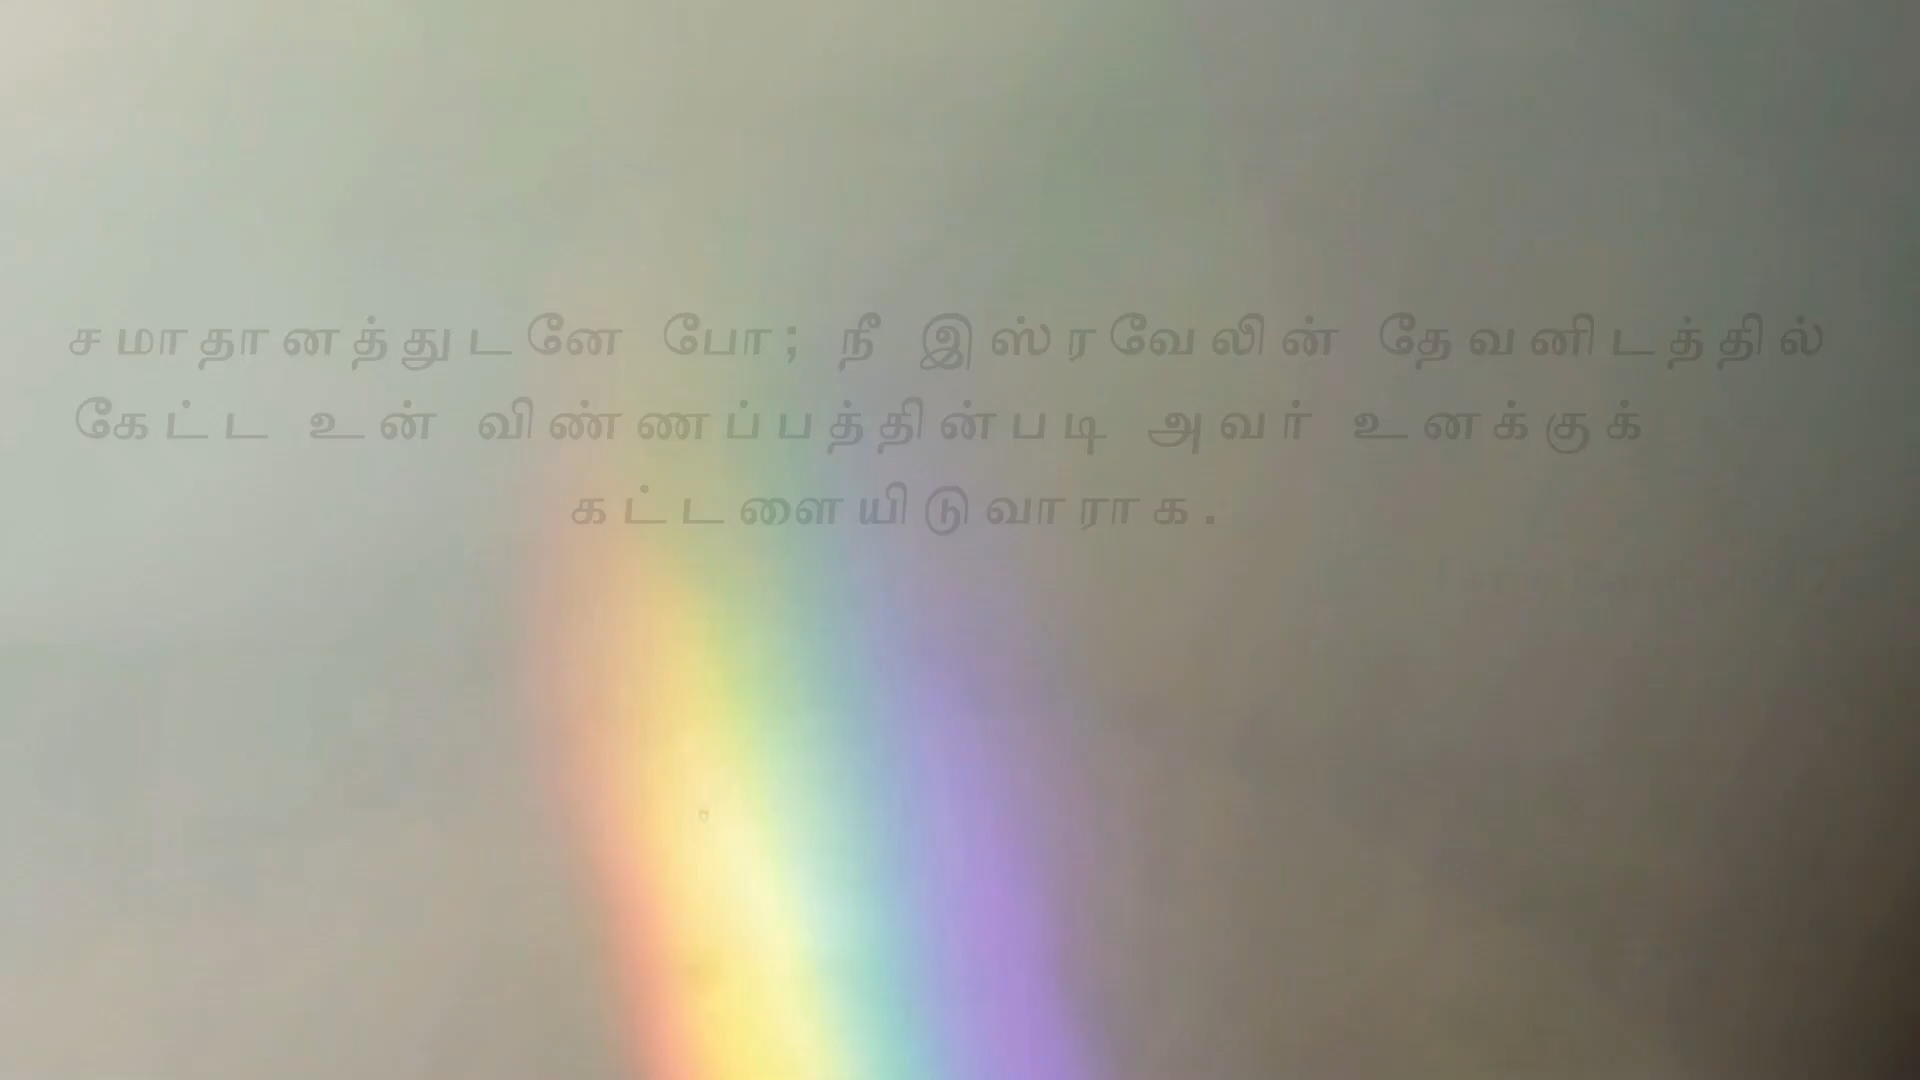 சமாதானத்துடனே போ; நீ இஸ்ரவேலின் தேவனிடத்தில்
கேட்ட உன் விண்ணப்பத்தின்படி அவர் உனக்குக்
கட்டளையிடுவாராக.